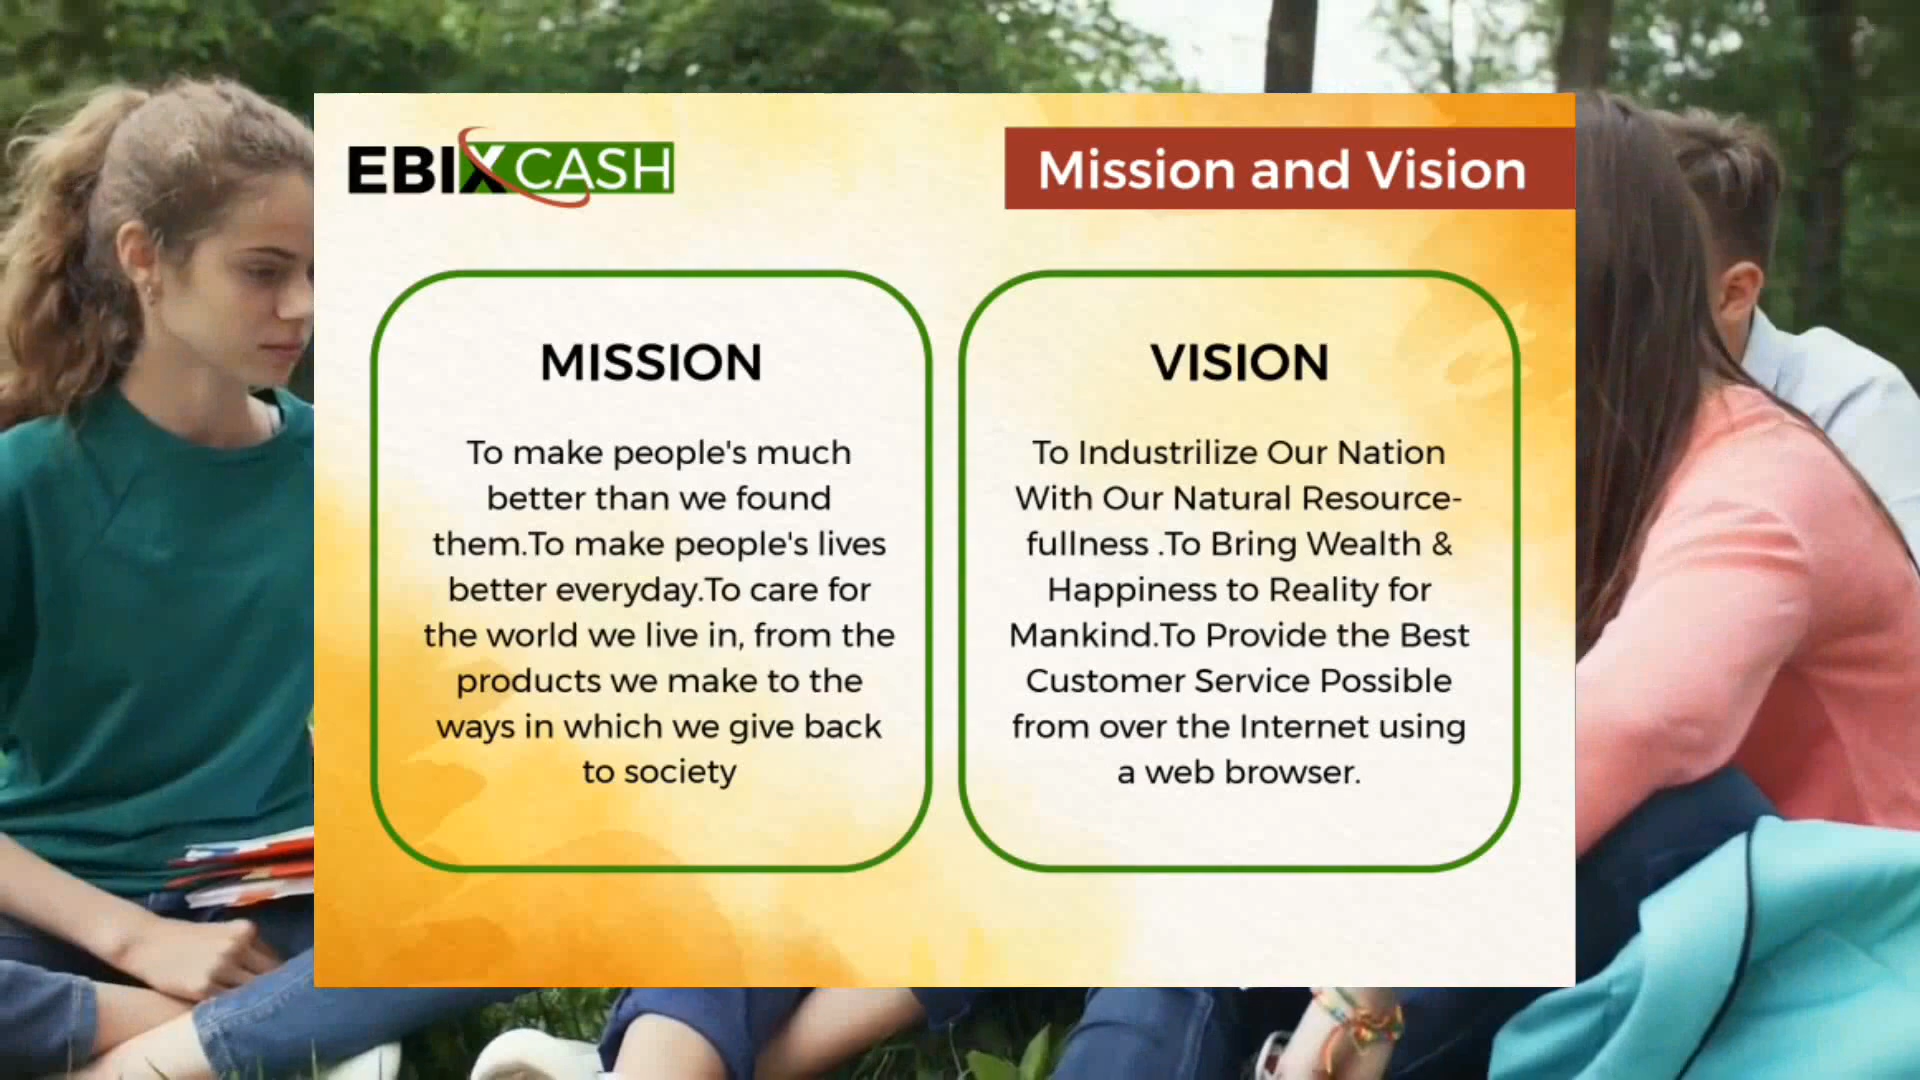 EBIXCASH
Mission and Vision
MISSION
To make people's much
better than we found
them.To make people's lives
better everyday.To care for
the world we live in, from the
products we make to the
ways in which we give back
to society
VISION
To Industrilize Our Nation
With Our Natural Resource-
fullness .To Bring Wealth &
Happiness to Reality for
Mankind.To Provide the Best
Customer Service Possible
from over the Internet using
a web browser.